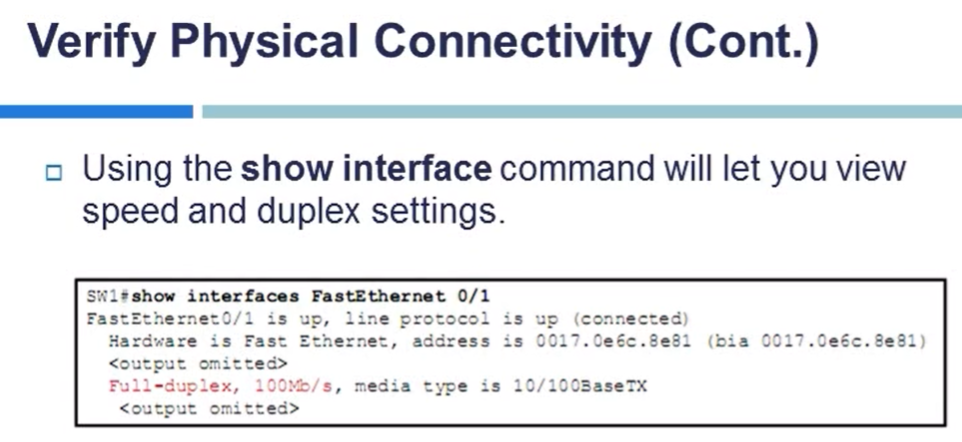 Verify Physical Connectivity (Cont.)
Using the show interface command will let you view
speed and duplex settings.
SW1#show interfaces FastEthernet 0/1
FastEthernet0/1 is up, line protocol is up (connected)
Hardware is Fast Ethernet, address is 0017.0e6c.8e81 (bia 0017.0e6c.8e81)
<output omitted>
Full-duplex, 100Mb/s, media type is 10/100BaseTX
<output omitted>